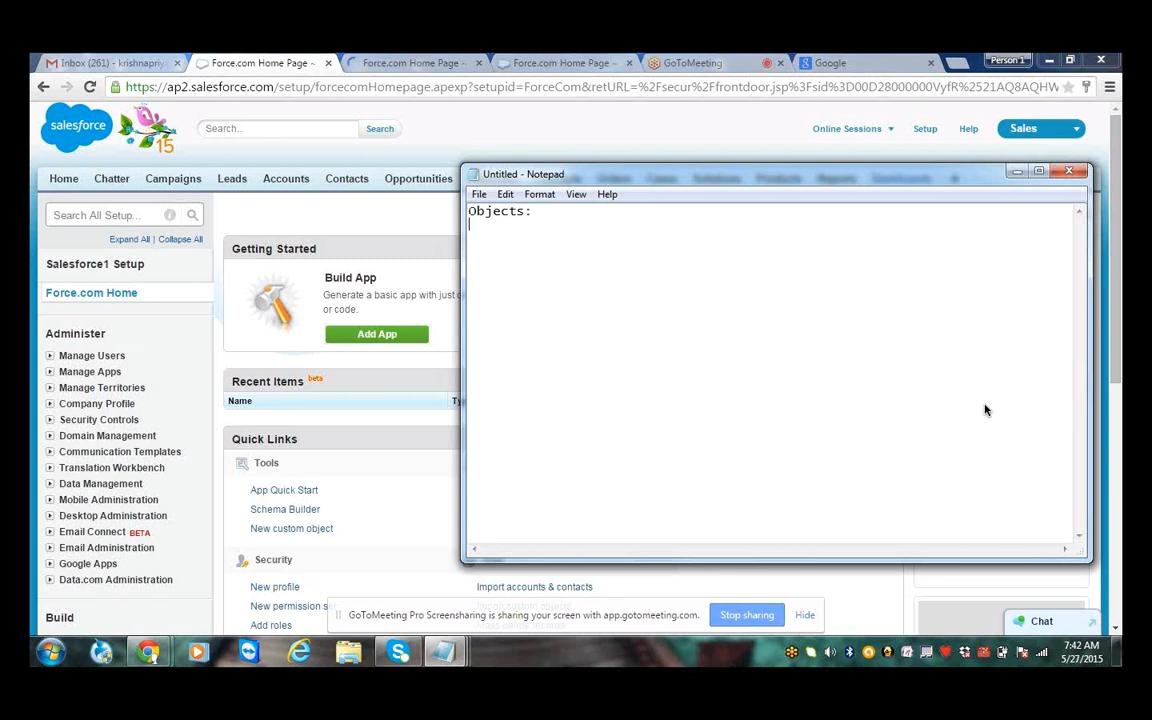 Inbox (261) - krishnapriy
Force.com Home Page ~
Force.com Home Page ~
Force.com Home Page ~
GoToMeeting
Google
Person 1
https://ap2.salesforce.com/setup/forcecomHomepage.apexp?setupid=ForceCom&retURL=%2Fsecur%2Ffrontdoor.jsp%3Fsid%3D00D28000000VyfR%2521AQ8AQHW
salesforce
15
Search...
Search
Online Sessions
Setup
Help
Sales
Home
Chatter
Campaigns
Leads
Accounts
Contacts
Opportunities
Untitled - Notepad
File Edit Format View Help
Objects:
Search All Setup...
Expand All | Collapse All
Salesforce1 Setup
Force.com Home
Administer
Manage Users
Manage Apps
Manage Territories
Company Profile
Security Controls
Domain Management
Communication Templates
Translation Workbench
Data Management
Mobile Administration
Desktop Administration
Email Connect BETA
Email Administration
Google Apps
Data.com Administration
Build
Getting Started
Build App
Generate a basic app with just
or code.
Add App
Recent Items beta
Name
Ty
Quick Links
Tools
App Quick Start
Schema Builder
New custom object
Security
New profile
New permission se
Add roles
Import accounts & contacts
GoToMeeting Pro Screensharing is sharing your screen with app.gotomeeting.com.
Stop sharing
Hide
Chat
7:42 AM
5/27/2015